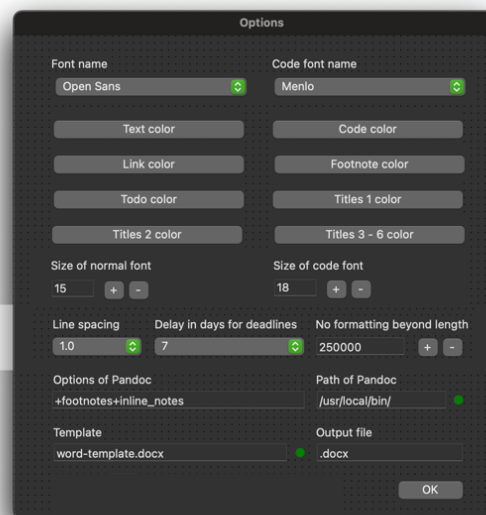 Options
Font name Code font name
Open Sans Menlo
Text color Code color
Link color Footnote color
Todo color Titles 1 color
Titles 2 color Titles 3 - 6 color
Size of normal font Size of code font
15 + - 18 + -
Line spacing Delay in days for deadlines No formatting beyond length
1.0 7 250000 + -
Options of Pandoc Path of Pandoc
+footnotes+inline_notes /usr/local/bin/
Template Output file
word-template.docx .docx
OK